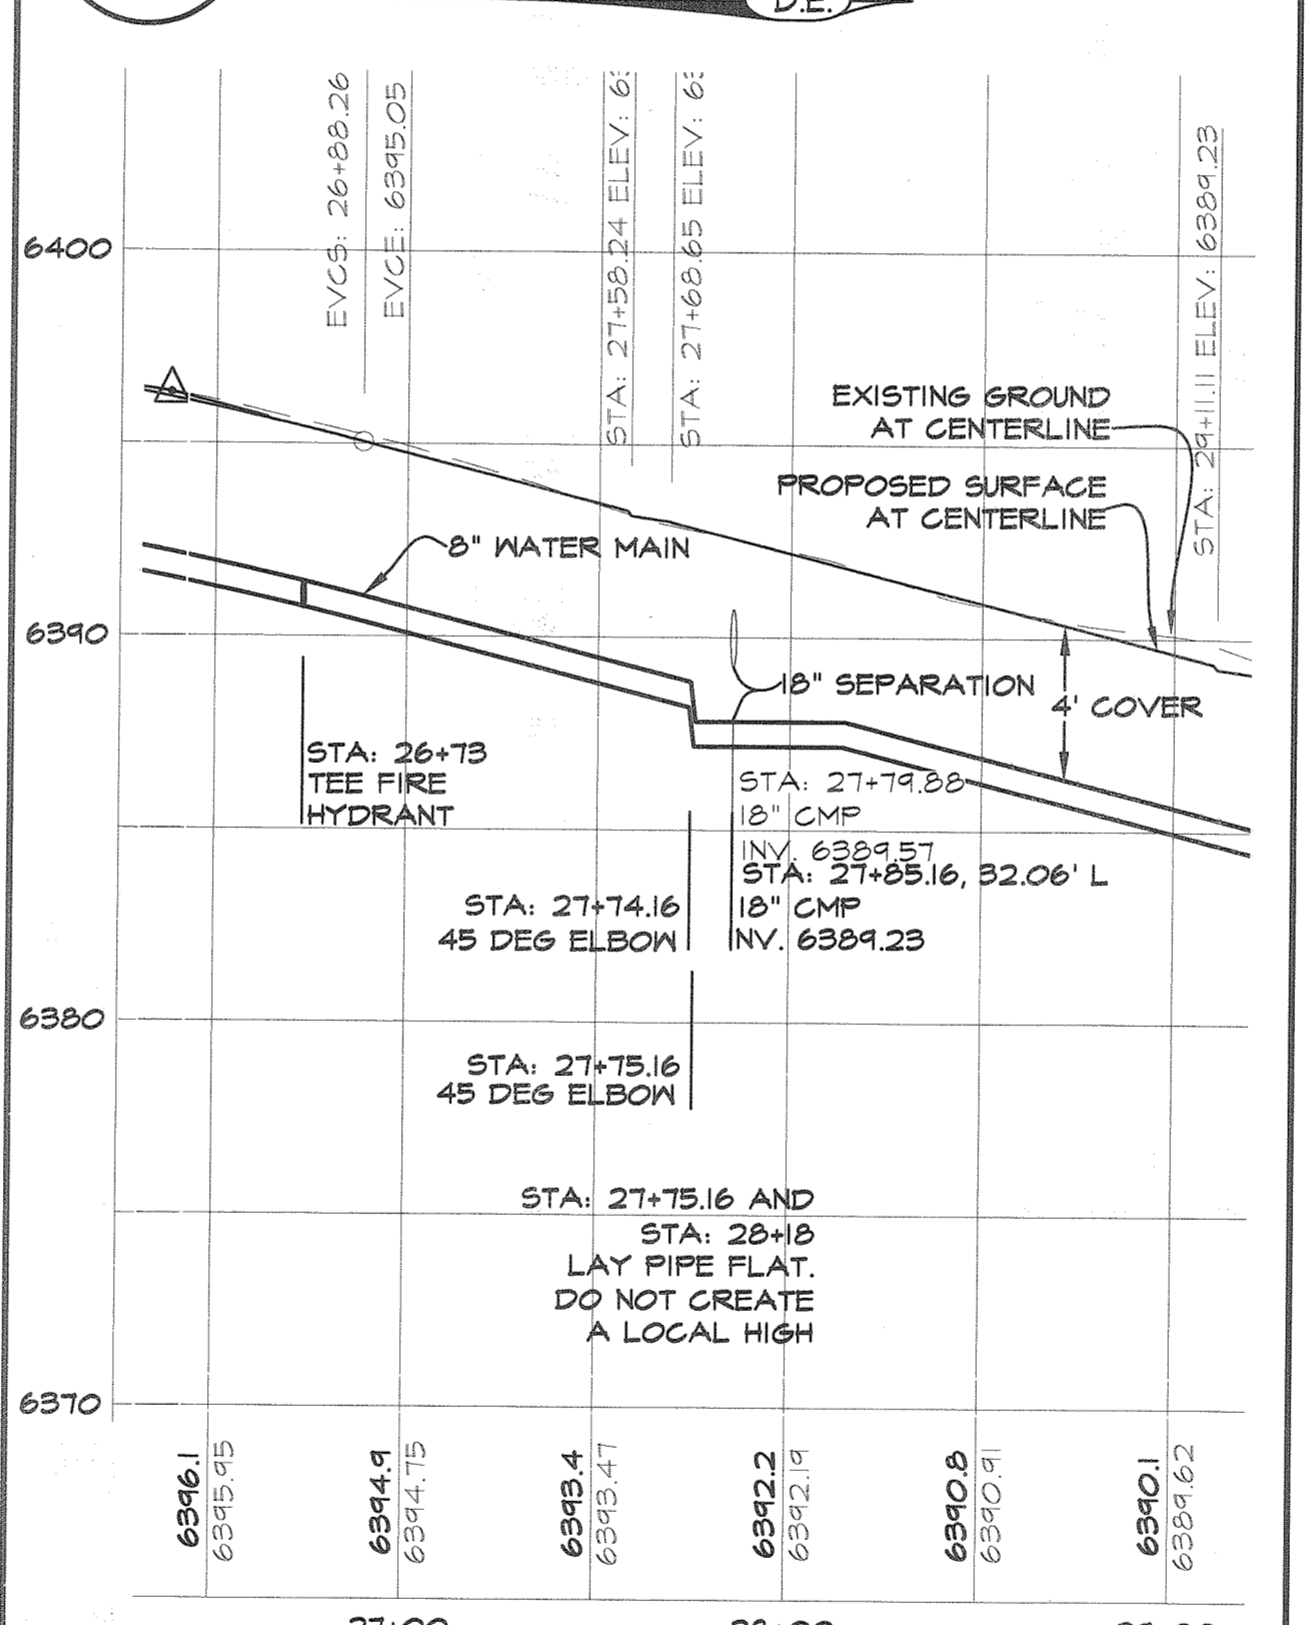 D.E.
EVCS: 26+88.26
EVCE: 6395.05
STA: 27+58.24 ELEV:
STA: 27+68.65 ELEV:
STA: 29+11.11 ELEV: 6389.23
6400
EXISTING GROUND
AT CENTERLINE
PROPOSED SURFACE
AT CENTERLINE
8" WATER MAIN
6390
18" SEPARATION
4' COVER
STA: 26+73
TEE FIRE
HYDRANT
STA: 27+79.88
18" CMP
INV. 6389.57
STA: 27+85.16, 32.06' L
18" CMP
INV. 6389.23
STA: 27+74.16
45 DEG ELBOW
6380
STA: 27+75.16
45 DEG ELBOW
STA: 27+75.16 AND
STA: 28+18
LAY PIPE FLAT.
DO NOT CREATE
A LOCAL HIGH
6370
6396.1
6395.95
6394.9
6394.75
6393.4
6393.47
6392.2
6392.19
6390.8
6390.91
6390.1
6389.62
27+00